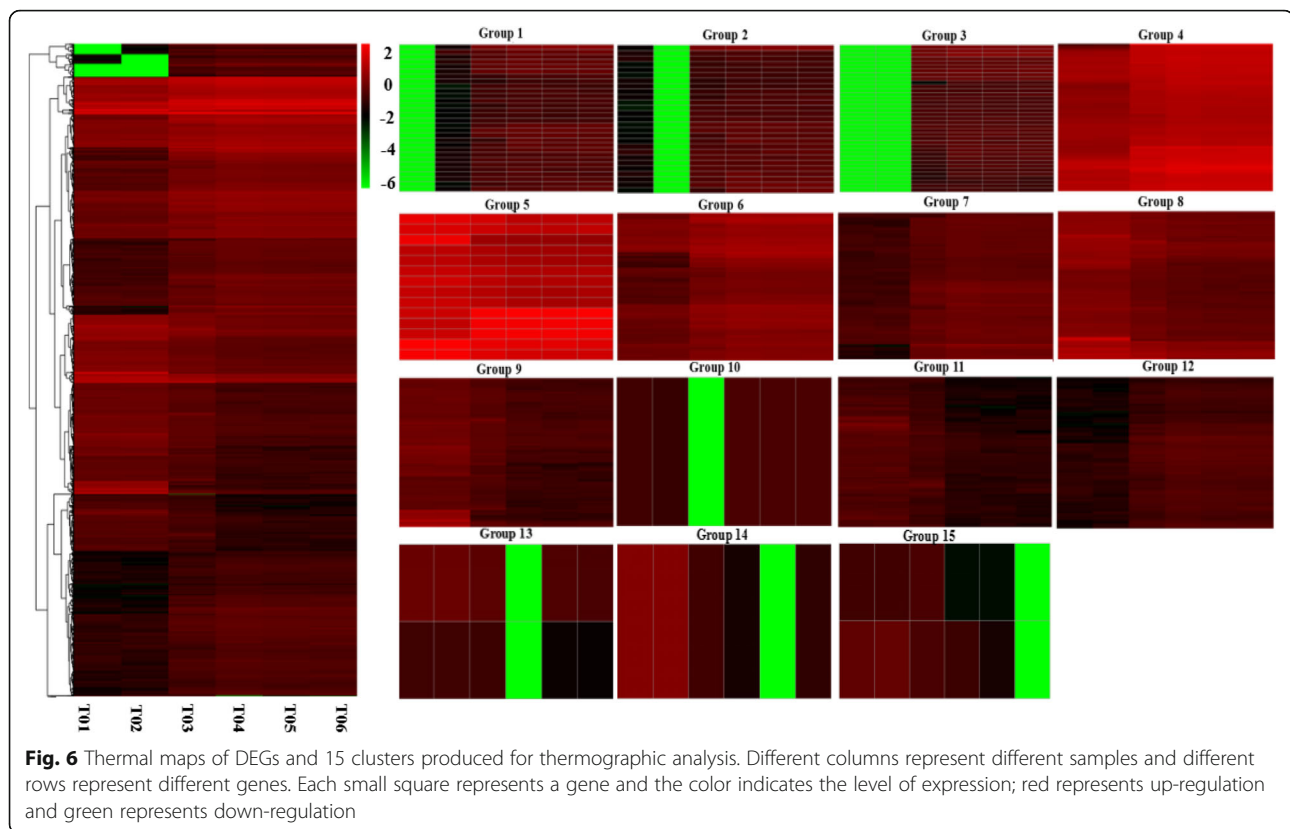 Group 1
Group 2
Group 3
Group 4
2
0
-2
-4
-6
Group 5
Group 6
Group 7
Group 8
Group 9
Group 10
Group 11
Group 12
Group 13
Group 14
Group 15
T01
T02
T03
T04
T05
T06
Fig. 6 Thermal maps of DEGs and 15 clusters produced for thermographic analysis. Different columns represent different samples and different
rows represent different genes. Each small square represents a gene and the color indicates the level of expression; red represents up-regulation
and green represents down-regulation